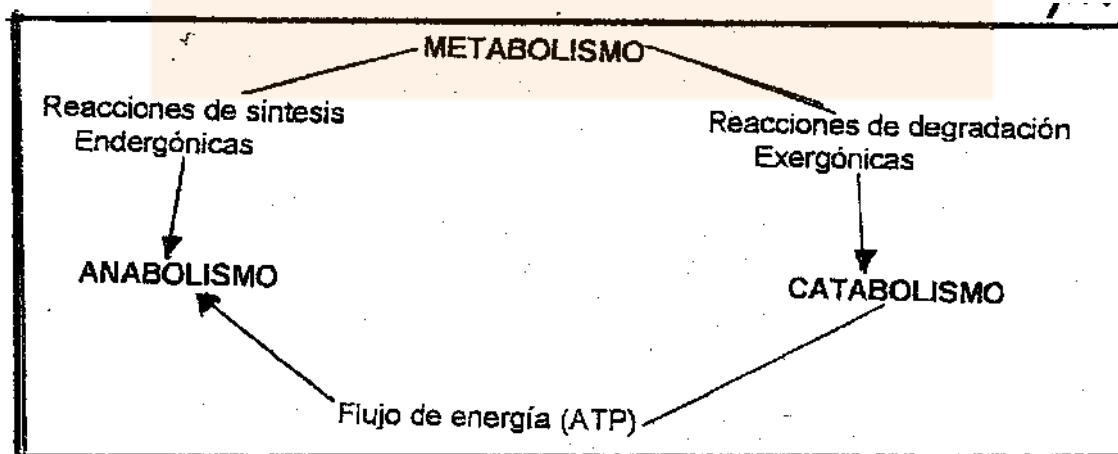 METABOLISMO
Reacciones de síntesis
Endergónicas
Reacciones de degradación
Exergónicas
ANABOLISMO
CATABOLISMO
Flujo de energía (ATP)